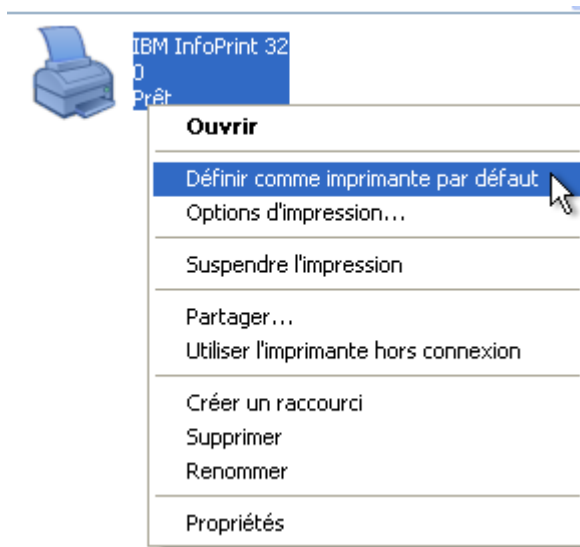 IBM InfoPrint 32
0
Prêt
Ouvrir
Définir comme imprimante par défaut
Options d'impression...
Suspendre l'impression
Partager...
Utiliser l'imprimante hors connexion
Créer un raccourci
Supprimer
Renommer
Propriétés